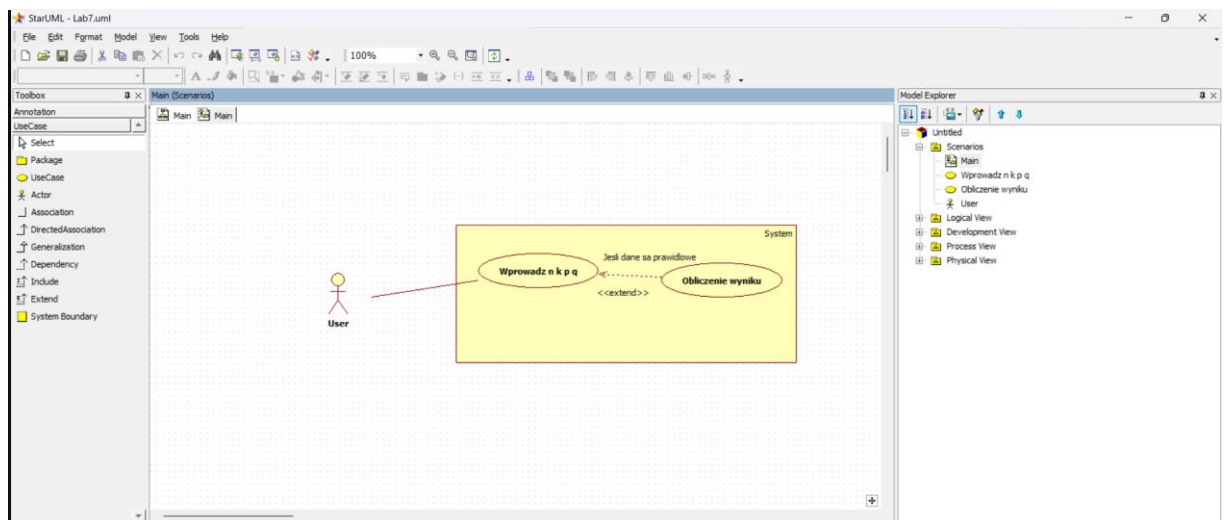 StarUML - Lab7.uml
File Edit Format Model View Tools Help
100%
Toolbox
Annotation
UseCase
Select
Package
UseCase
Actor
Association
DirectedAssociation
Generalization
Dependency
Include
Extend
System Boundary
Main (Scenarios)
Main Main
System
Jesli dane sa prawidlowe
Wprowadz n k p q
Obliczenie wyniku
<<extend>>
User
Model Explorer
Untitled
Scenarios
Main
Wprowadz n k p q
Obliczenie wyniku
User
Logical View
Development View
Process View
Physical View